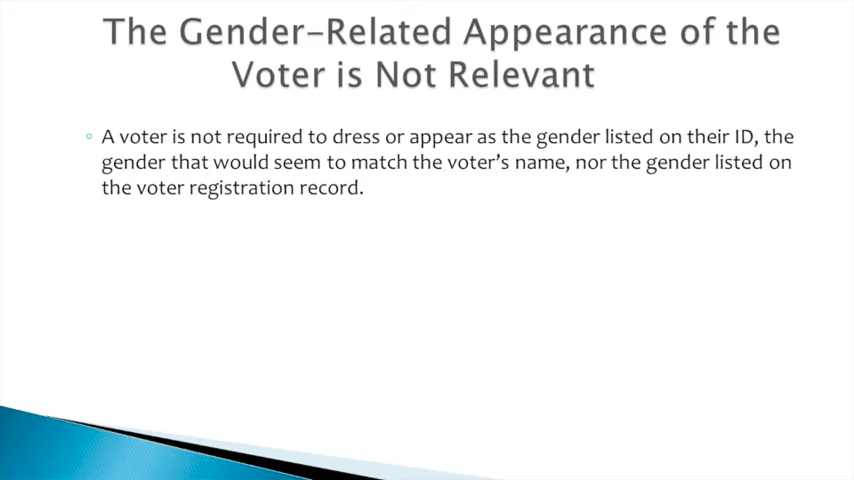 The Gender-Related Appearance of the
Voter is Not Relevant
A voter is not required to dress or appear as the gender listed on their ID, the
gender that would seem to match the voter's name, nor the gender listed on
the voter registration record.